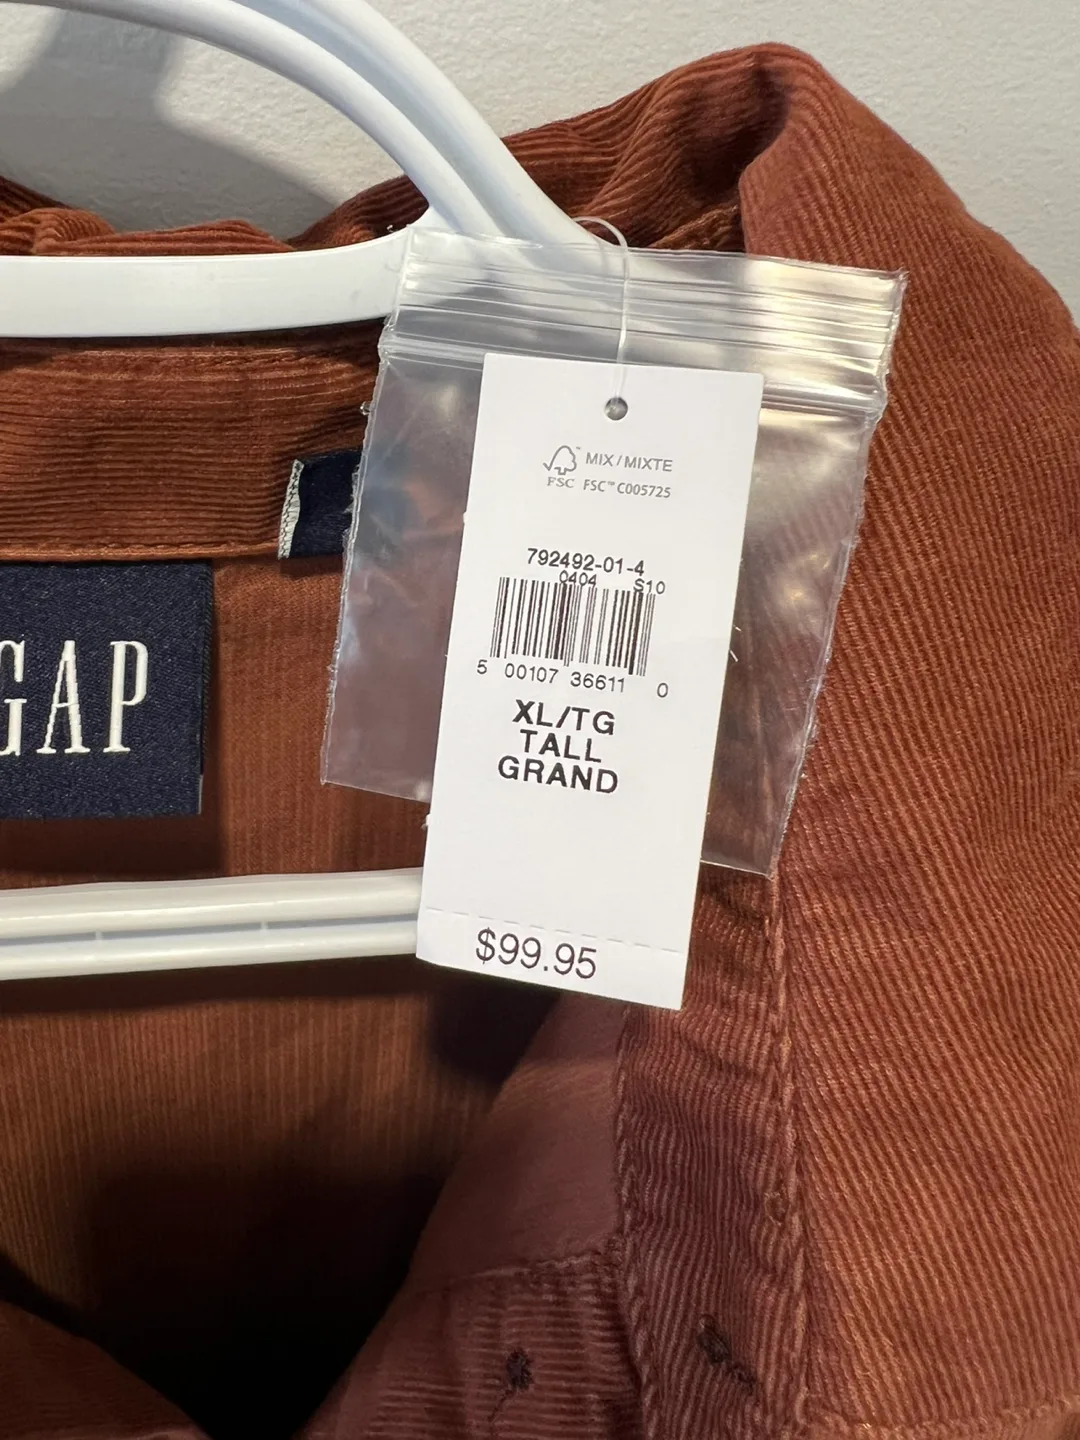 GAP
MIX / MIXTE
FSC FSC™ C005725
792492-01-4
0404 S10
5 00107 36611 0
XL/TG
TALL
GRAND
$99.95